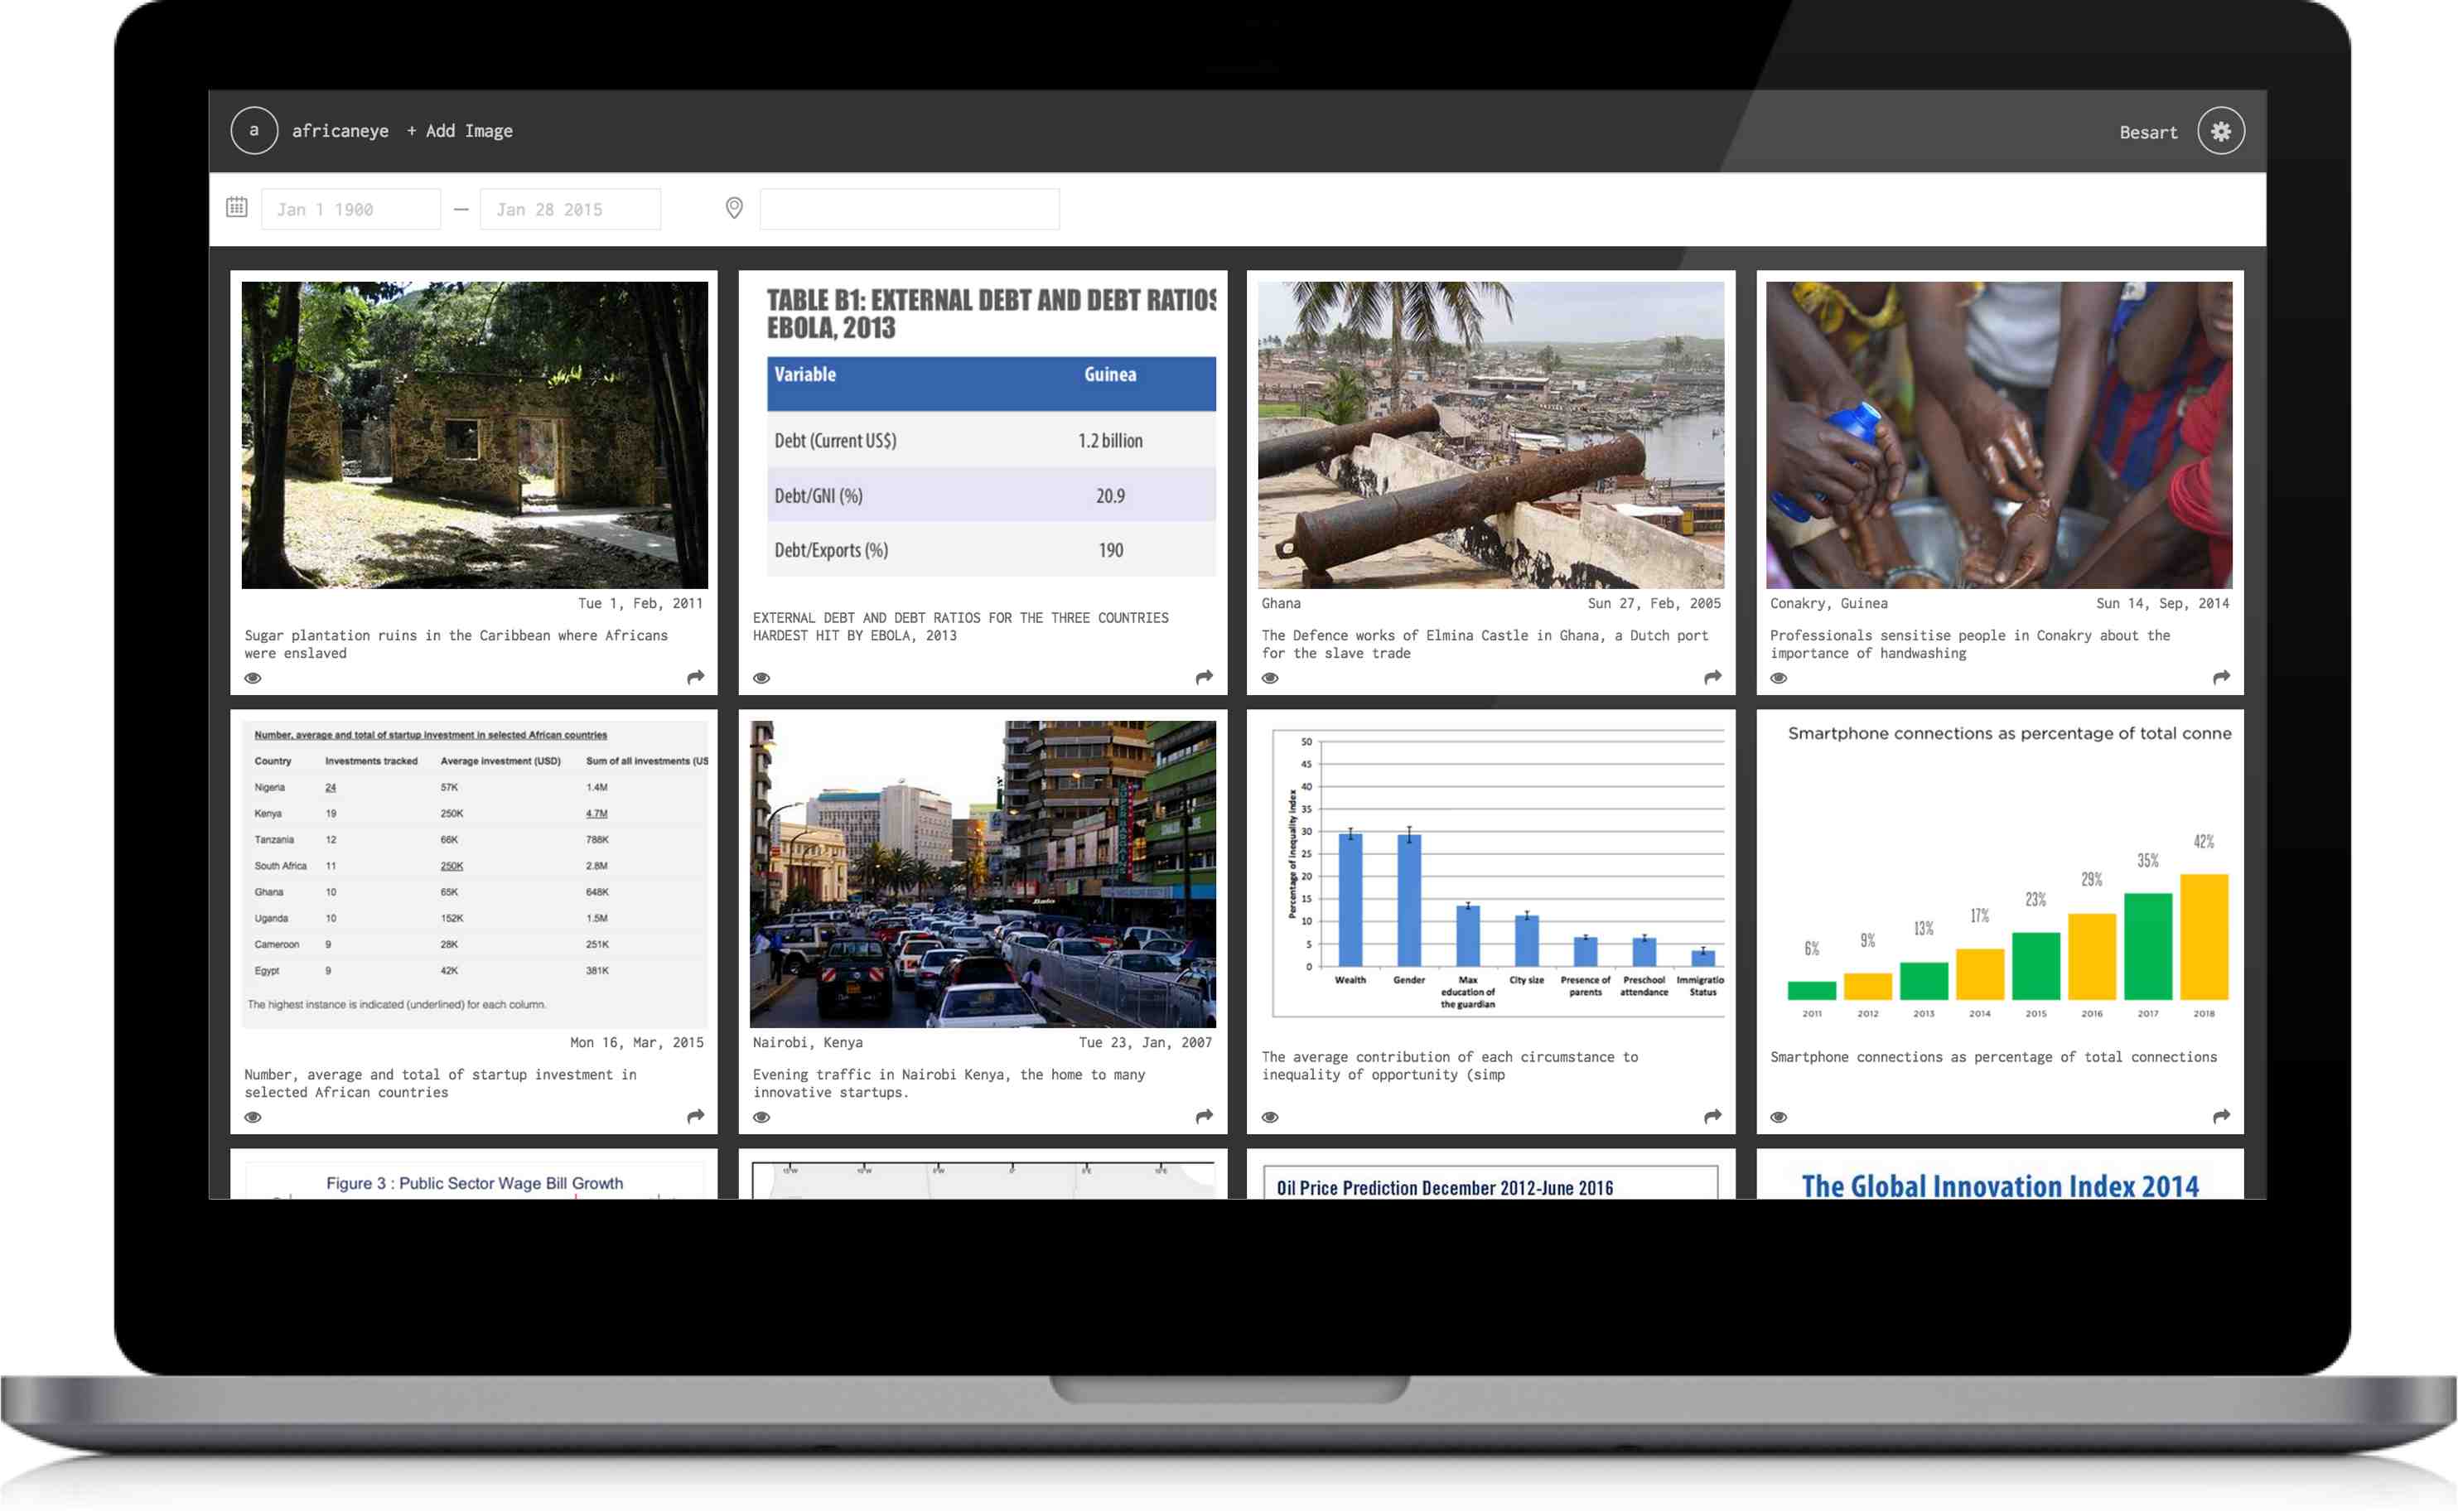 a africaneye + Add Image
Besart
Jan 1 1900 — Jan 28 2015
Tue 1, Feb, 2011
Sugar plantation ruins in the Caribbean where Africans
were enslaved
TABLE B1: EXTERNAL DEBT AND DEBT RATIOS
EBOLA, 2013
Variable Guinea
Debt (Current US$) 1.2 billion
Debt/GNI (%) 20.9
Debt/Exports (%) 190
EXTERNAL DEBT AND DEBT RATIOS FOR THE THREE COUNTRIES
HARDEST HIT BY EBOLA, 2013
Ghana Sun 27, Feb, 2005
The Defence works of Elmina Castle in Ghana, a Dutch port
for the slave trade
Conakry, Guinea Sun 14, Sep, 2014
Professionals sensitise people in Conakry about the
importance of handwashing
Number, average and total of startup investment in selected African countries
Country Investments tracked Average investment (USD) Sum of all investments (US
Nigeria 24 57K 1.4M
Kenya 19 250K 4.7M
Tanzania 12 66K 788K
South Africa 11 250K 2.8M
Ghana 10 65K 648K
Uganda 10 152K 1.5M
Cameroon 9 28K 251K
Egypt 9 42K 381K
The highest instance is indicated (underlined) for each column.
Mon 16, Mar, 2015
Number, average and total of startup investment in
selected African countries
Nairobi, Kenya Tue 23, Jan, 2007
Evening traffic in Nairobi Kenya, the home to many
innovative startups.
Percentage of inequality index
50
45
40
35
30
25
20
15
10
5
0
Wealth Gender Max City size Presence of Preschool Immigratio
education of parents attendance Status
the guardian
The average contribution of each circumstance to
inequality of opportunity (simp
Smartphone connections as percentage of total conne
6% 9% 13% 17% 23% 29% 35% 42%
2011 2012 2013 2014 2015 2016 2017 2018
Smartphone connections as percentage of total connections
Figure 3 : Public Sector Wage Bill Growth
15°W 10°W 5°W 0° 5°E 10°E
Oil Price Prediction December 2012-June 2016
The Global Innovation Index 2014